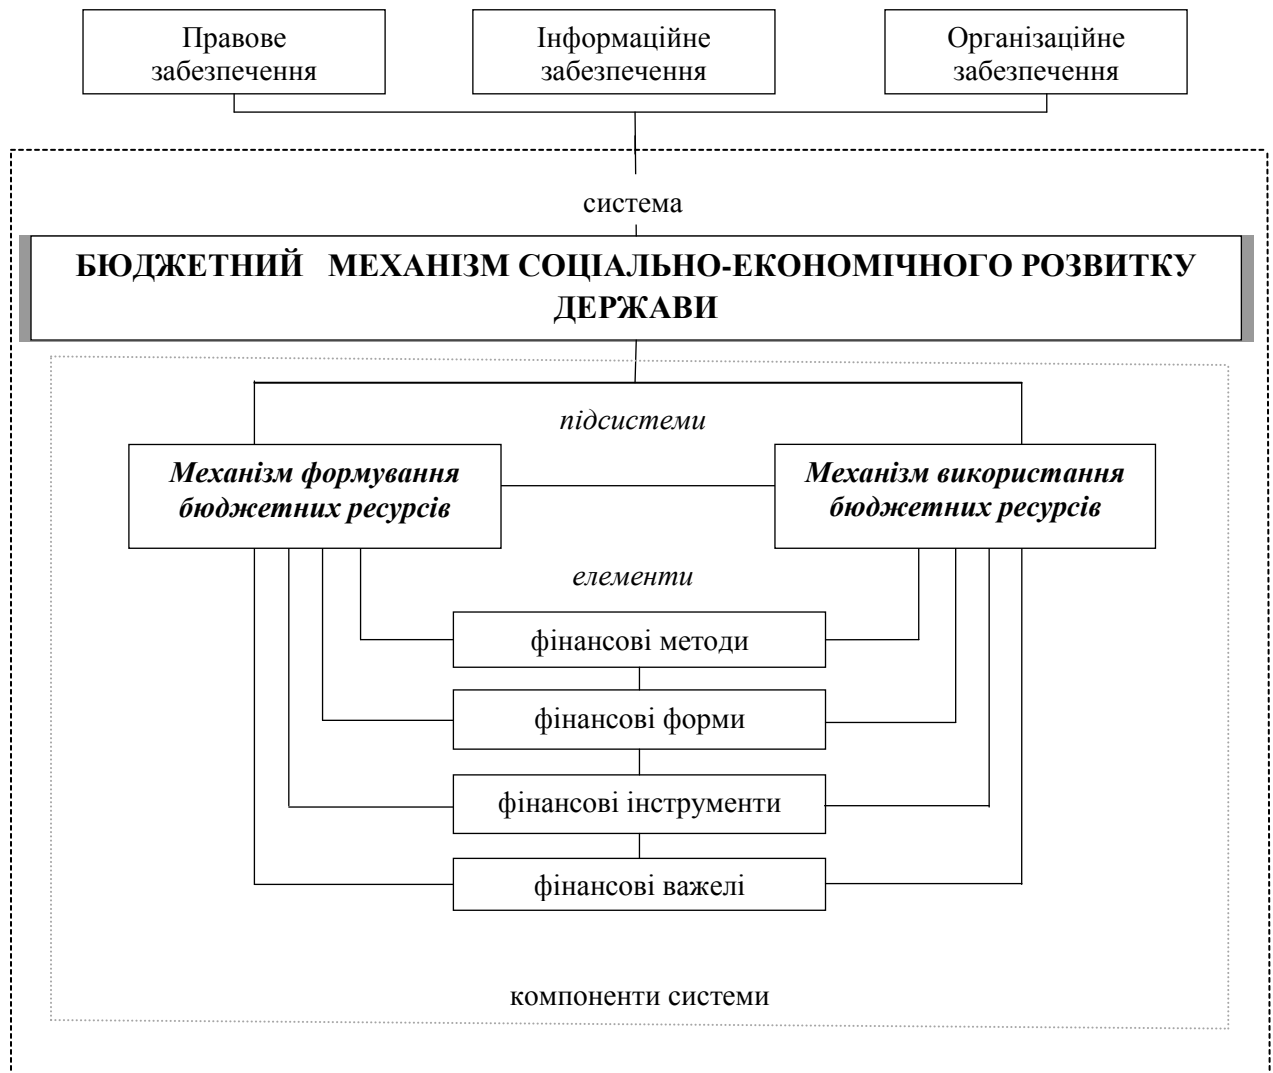 Правове
забезпечення
Інформаційне
забезпечення
Організаційне
забезпечення
система
БЮДЖЕТНИЙ МЕХАНІЗМ СОЦІАЛЬНО-ЕКОНОМІЧНОГО РОЗВИТКУ
ДЕРЖАВИ
підсистеми
Механізм формування
бюджетних ресурсів
Механізм використання
бюджетних ресурсів
елементи
фінансові методи
фінансові форми
фінансові інструменти
фінансові важелі
компоненти системи